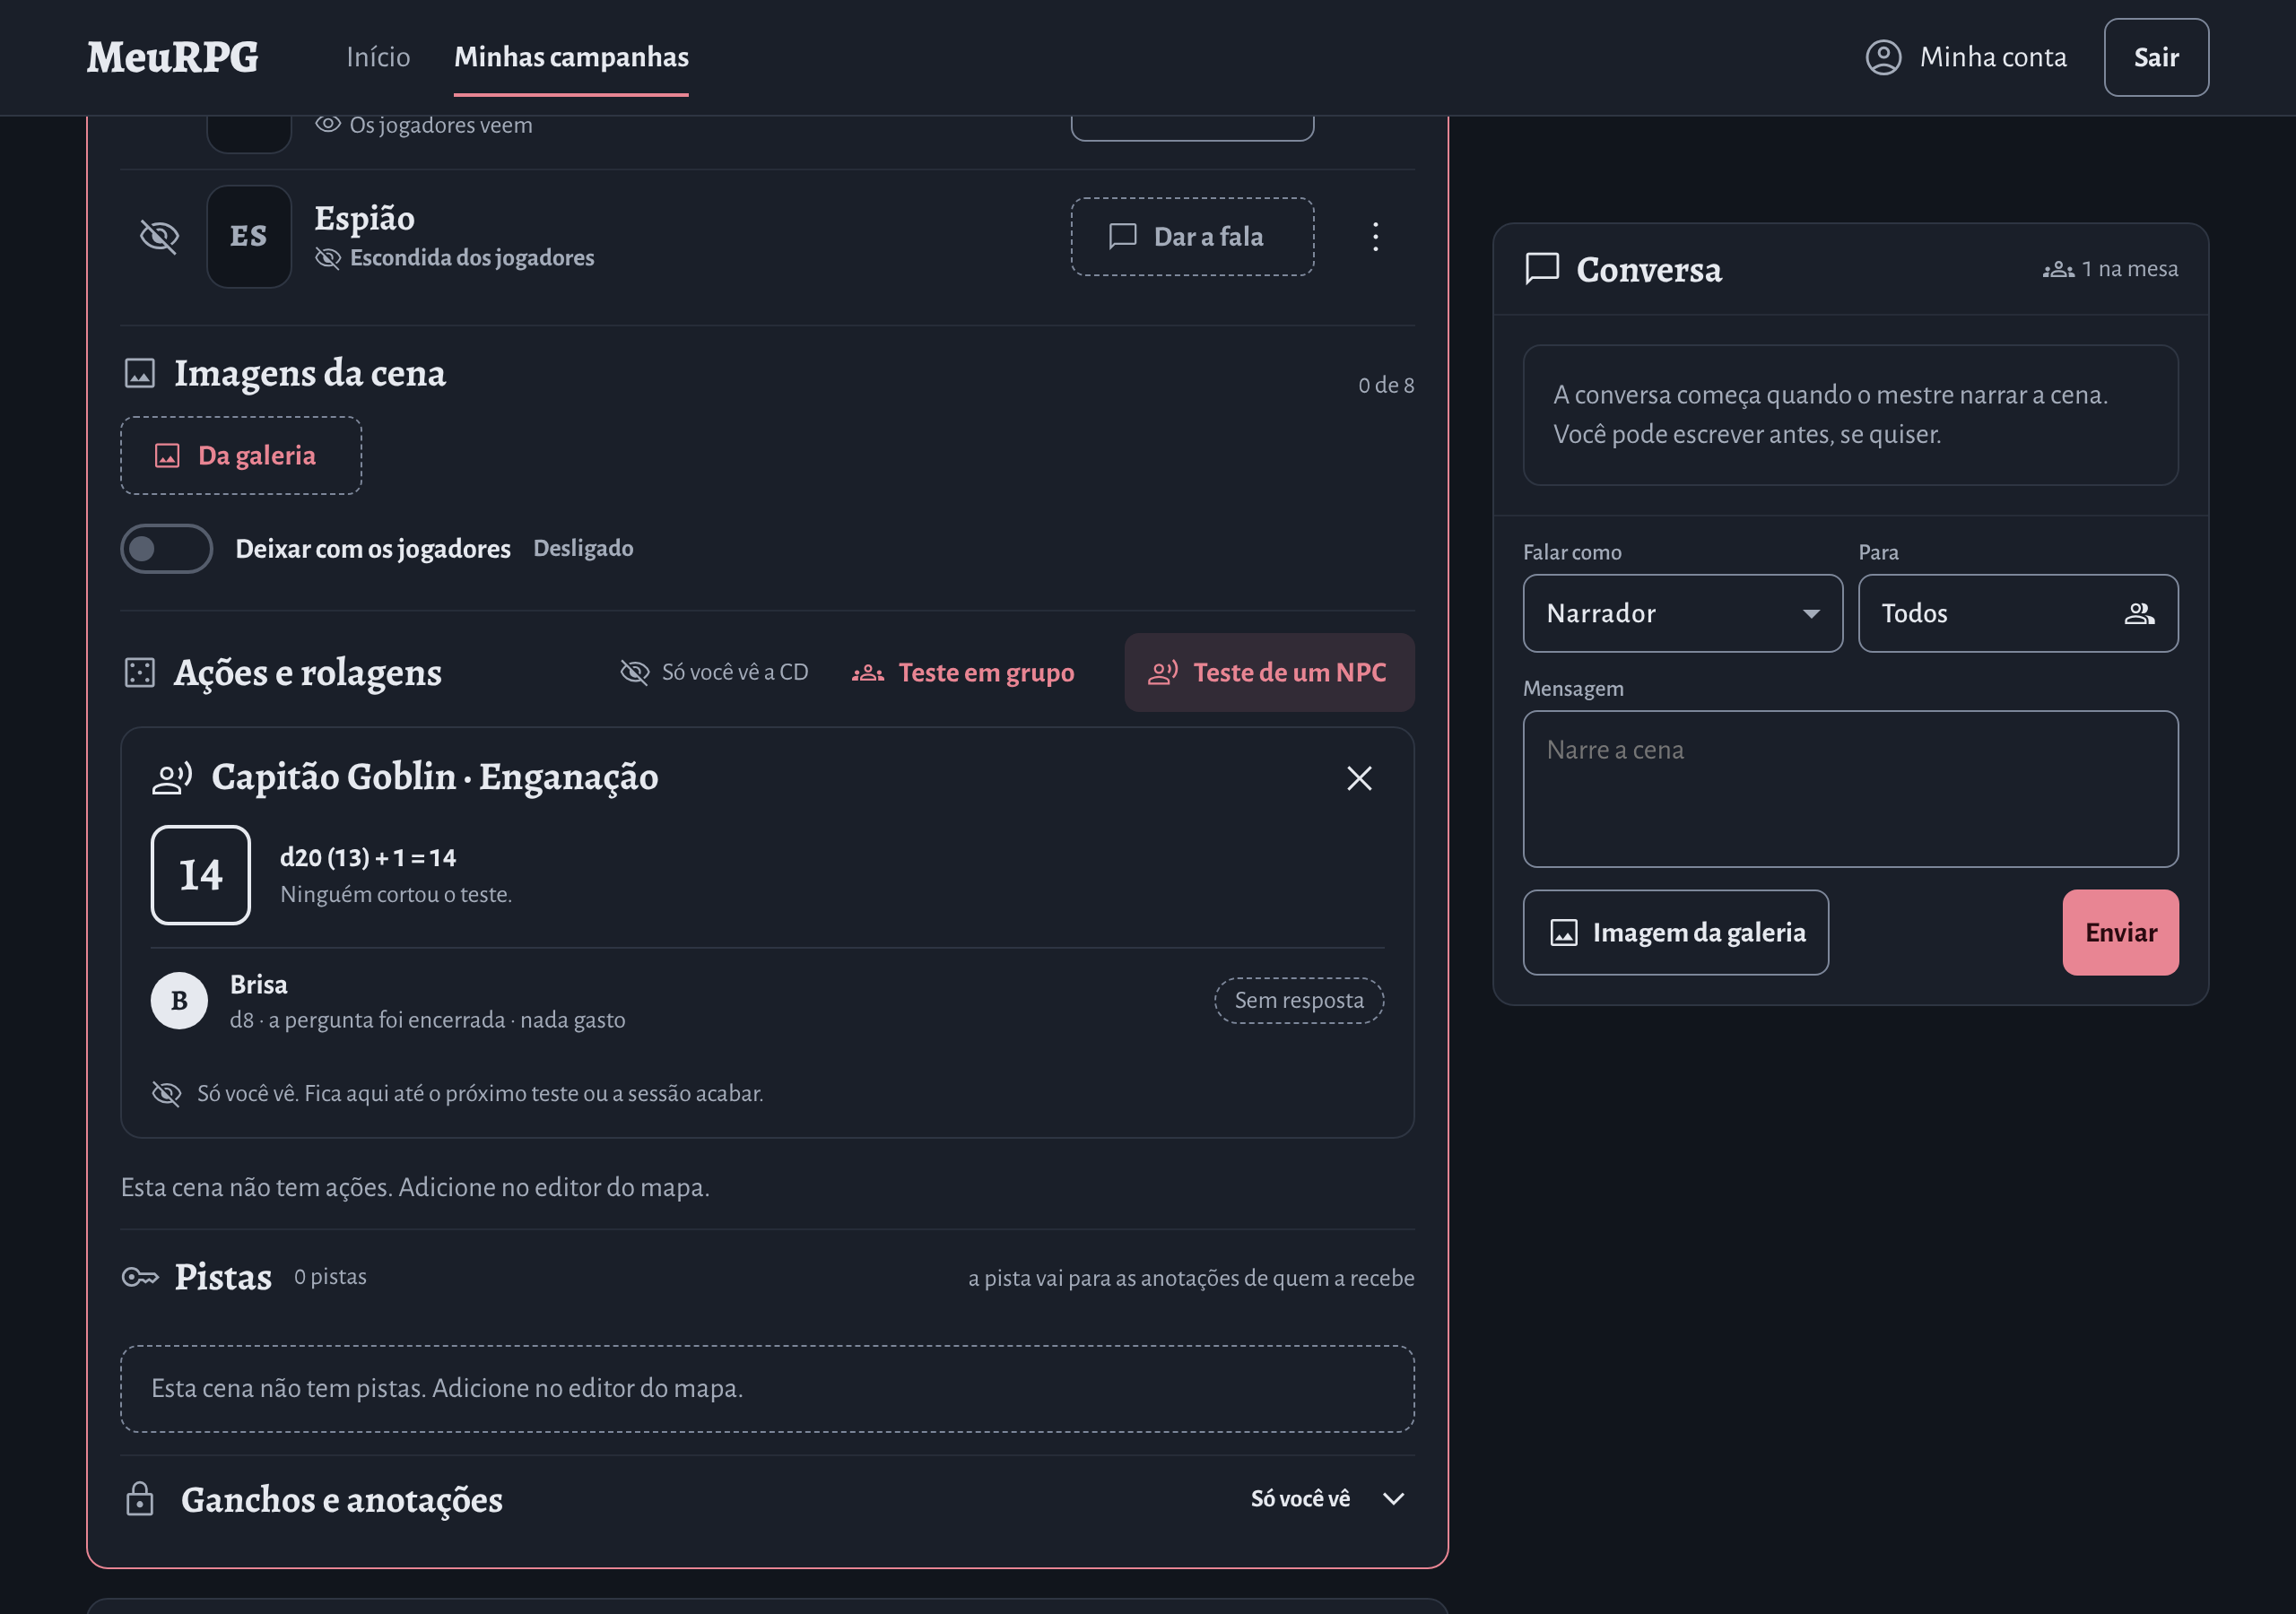 MeuRPG
Início
Minhas campanhas
Minha conta
Sair
Os jogadores veem
ES
Espião
Escondida dos jogadores
Dar a fala
Imagens da cena
0 de 8
Da galeria
Deixar com os jogadores
Desligado
Ações e rolagens
Só você vê a CD
Teste em grupo
Teste de um NPC
Capitão Goblin · Enganação
14
d20 (13) + 1 = 14
Ninguém cortou o teste.
B
Brisa
d8 · a pergunta foi encerrada · nada gasto
Sem resposta
Só você vê. Fica aqui até o próximo teste ou a sessão acabar.
Esta cena não tem ações. Adicione no editor do mapa.
Pistas
0 pistas
a pista vai para as anotações de quem a recebe
Esta cena não tem pistas. Adicione no editor do mapa.
Ganchos e anotações
Só você vê
Conversa
1 na mesa
A conversa começa quando o mestre narrar a cena.
Você pode escrever antes, se quiser.
Falar como
Para
Narrador
Todos
Mensagem
Narre a cena
Imagem da galeria
Enviar